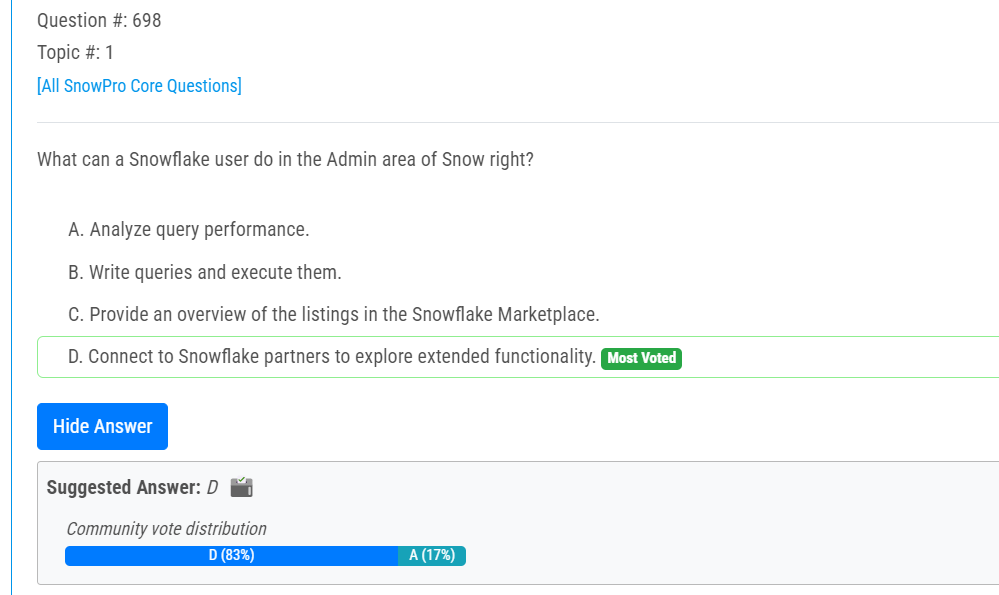 Question #: 698
Topic #: 1
[All SnowPro Core Questions]
What can a Snowflake user do in the Admin area of Snow right?
A. Analyze query performance.
B. Write queries and execute them.
C. Provide an overview of the listings in the Snowflake Marketplace.
D. Connect to Snowflake partners to explore extended functionality. Most Voted
Hide Answer
Suggested Answer: D
Community vote distribution
D (83%) A (17%)